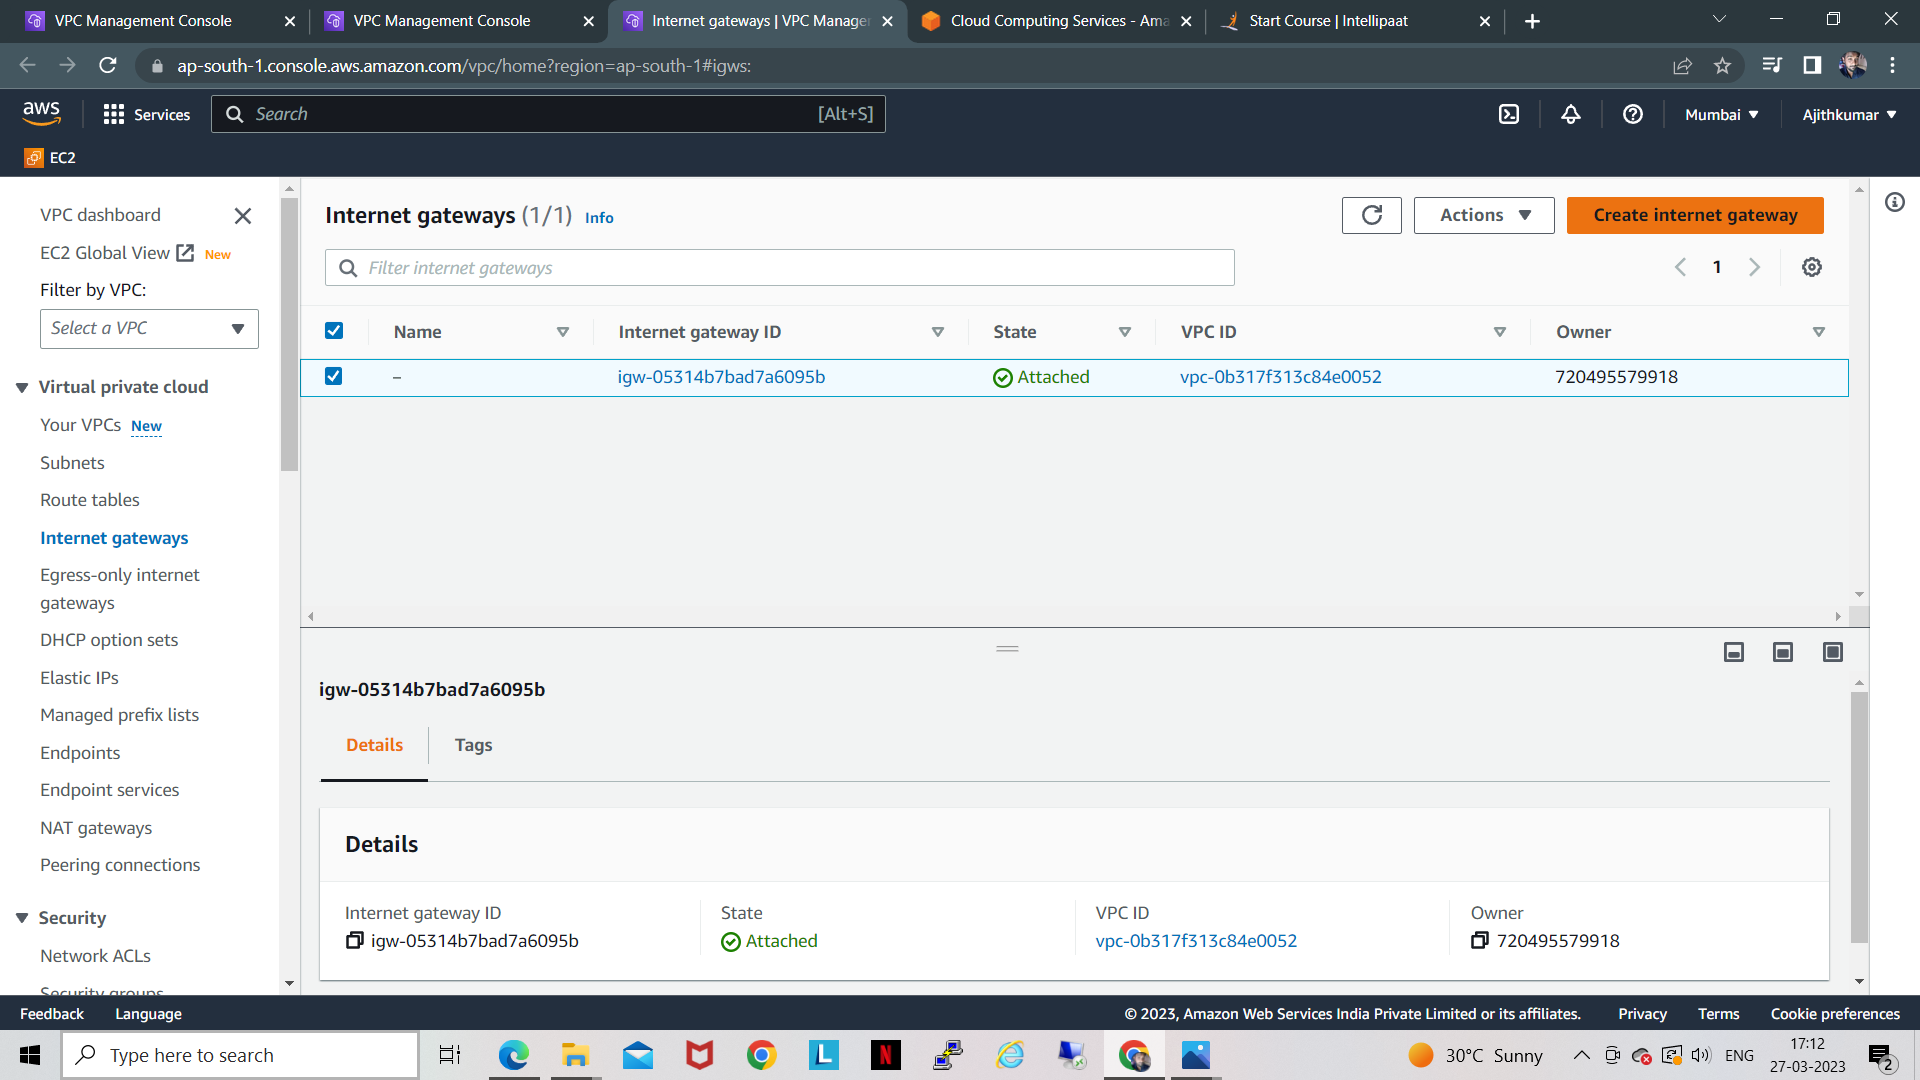 VPC Management Console
VPC Management Console
Internet gateways | VPC Manage
Cloud Computing Services - Ama
Start Course | Intellipaat
ap-south-1.console.aws.amazon.com/vpc/home?region=ap-south-1#igws:
aws
Services
Search
[Alt+S]
Mumbai
Ajithkumar
EC2
VPC dashboard
EC2 Global View New
Filter by VPC:
Select a VPC
Virtual private cloud
Your VPCs New
Subnets
Route tables
Internet gateways
Egress-only internet
gateways
DHCP option sets
Elastic IPs
Managed prefix lists
Endpoints
Endpoint services
NAT gateways
Peering connections
Security
Network ACLs
Security groups
Internet gateways (1/1) Info
Actions
Create internet gateway
Filter internet gateways
1
Name Internet gateway ID State VPC ID Owner
– igw-05314b7bad7a6095b Attached vpc-0b317f313c84e0052 720495579918
igw-05314b7bad7a6095b
Details Tags
Details
Internet gateway ID State VPC ID Owner
igw-05314b7bad7a6095b Attached vpc-0b317f313c84e0052 720495579918
Feedback Language © 2023, Amazon Web Services India Private Limited or its affiliates. Privacy Terms Cookie preferences
Type here to search
L
N
30°C Sunny
ENG
17:12
27-03-2023
2